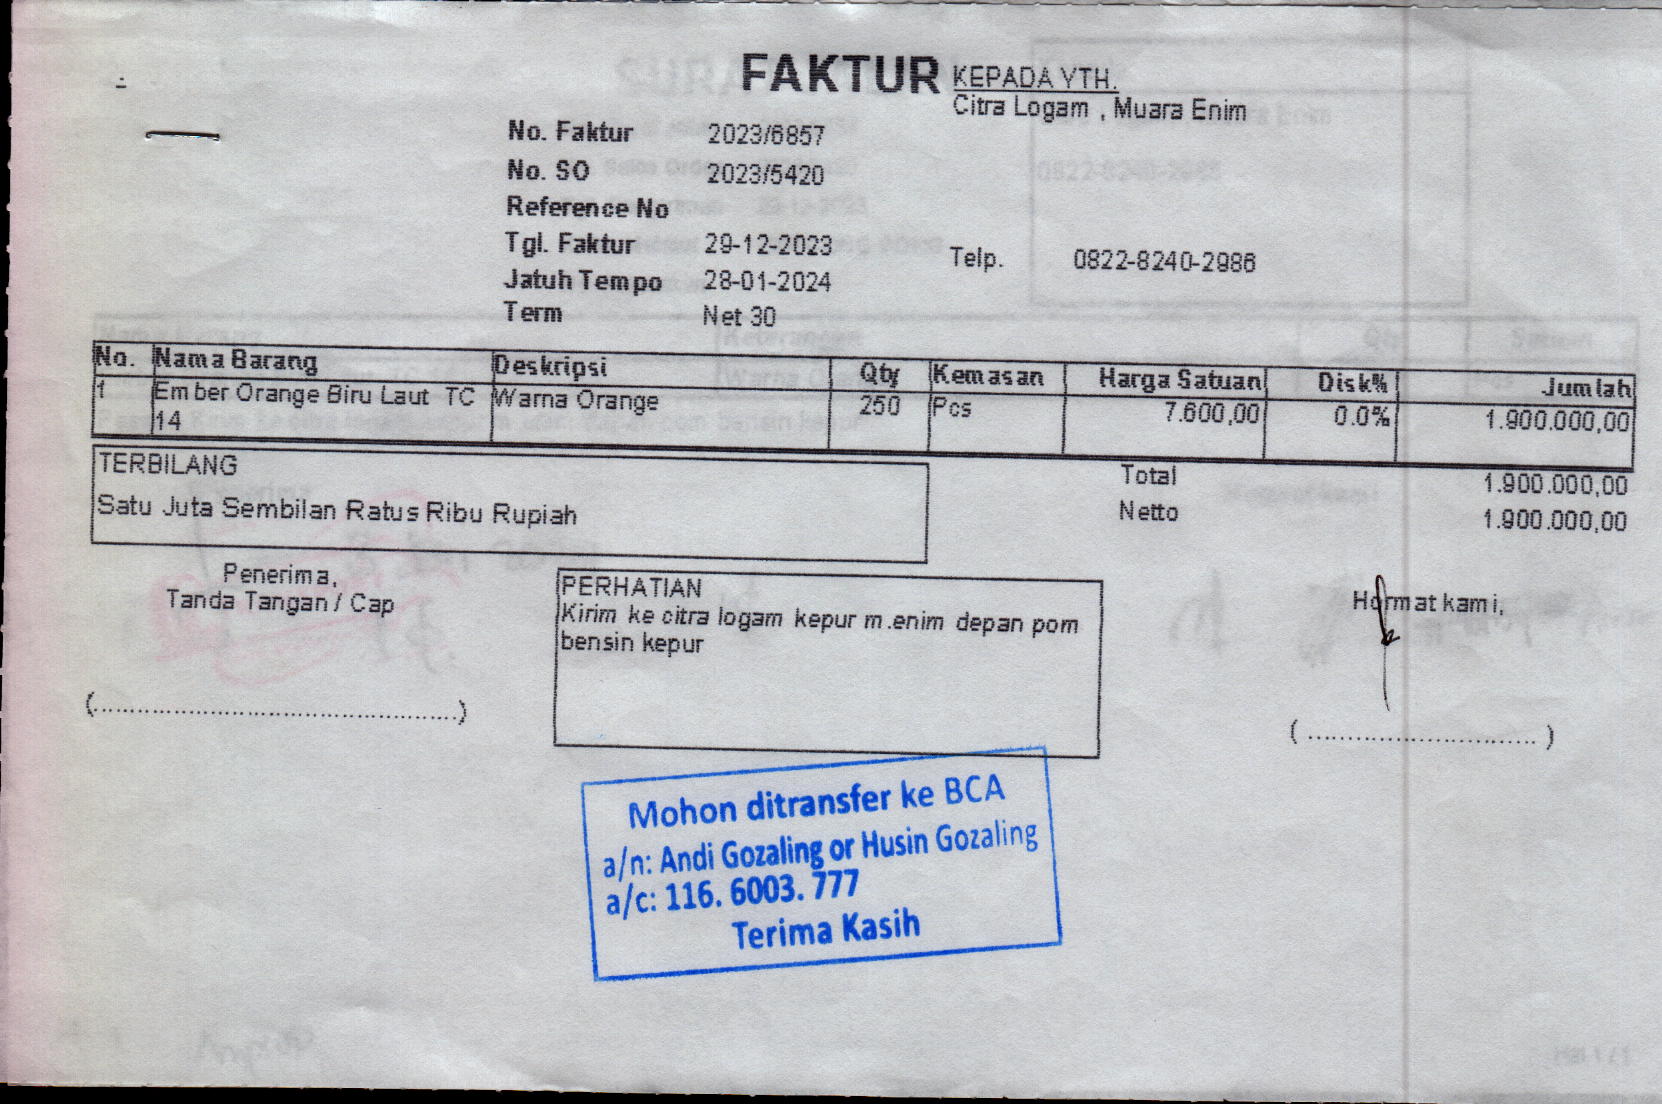 FAKTUR
KEPADA YTH.
Citra Logam , Muara Enim
No. Faktur 2023/6857
No. SO 2023/5420
Reference No
Tgl. Faktur 29-12-2023
Telp. 0822-8240-2986
Jatuh Tempo 28-01-2024
Term Net 30
No. Nama Barang Deskripsi Qty Kemasan Harga Satuan Disk% Jumlah
1 Ember Orange Biru Laut TC Warna Orange 250 Pcs 7.600,00 0.0% 1.900.000,00
14
TERBILANG
Satu Juta Sembilan Ratus Ribu Rupiah
Total 1.900.000,00
Netto 1.900.000,00
Penerima,
Tanda Tangan / Cap
(..................................................)
PERHATIAN
Kirim ke citra logam kepur m.enim depan pom
bensin kepur
Hormat kami,
( ............................... )
Mohon ditransfer ke BCA
a/n: Andi Gozaling or Husin Gozaling
a/c: 116. 6003. 777
Terima Kasih